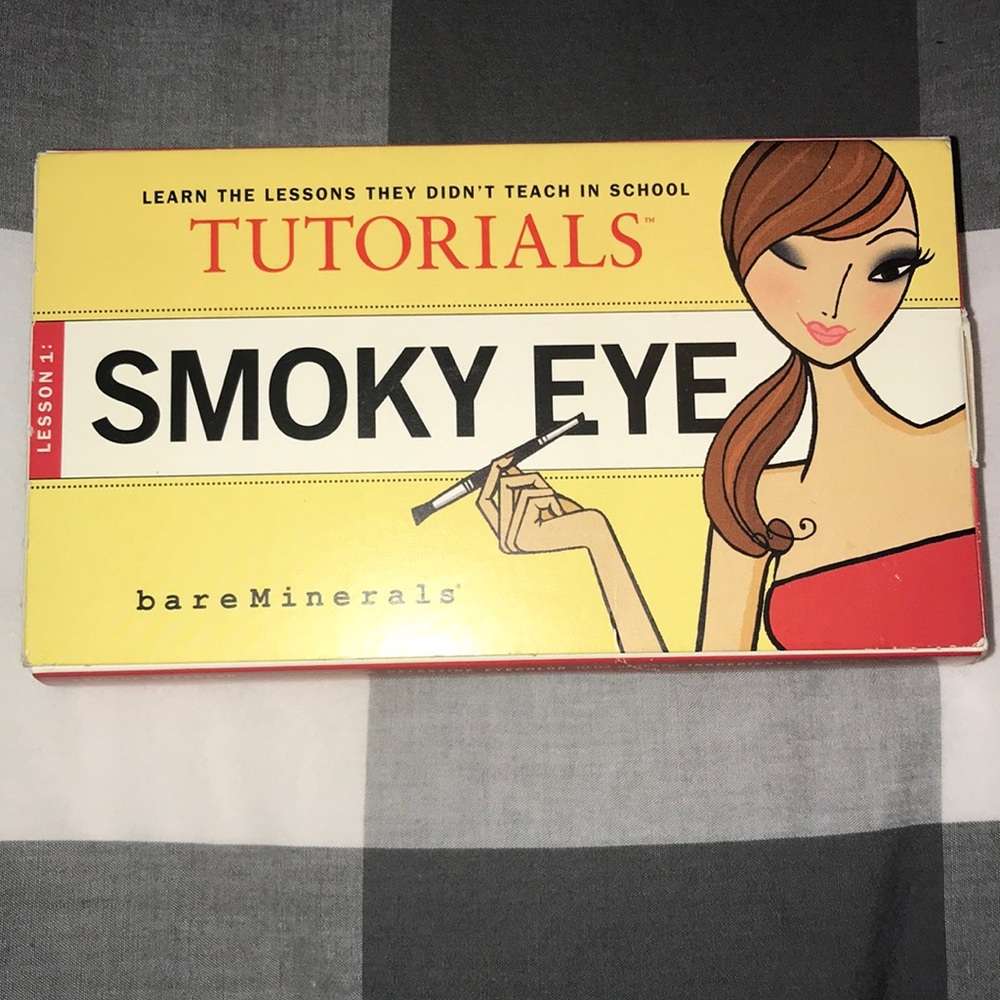 LEARN THE LESSONS THEY DIDN'T TEACH IN SCHOOL
TUTORIALS™
LESSON 1:
SMOKY EYE
bareMinerals